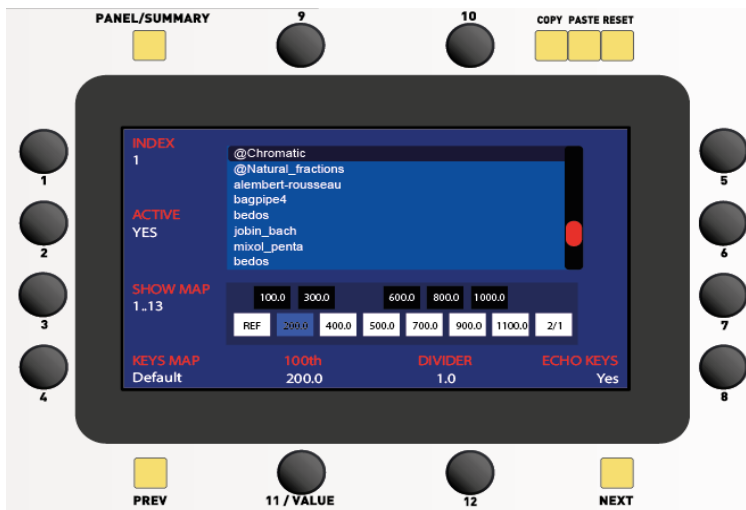 PANEL/SUMMARY 9 10 COPY PASTE RESET
INDEX
1
@Chromatic
@Natural_fractions
alembert-rousseau
bagpipe4
bedos
jobin_bach
mixol_penta
bedos
ACTIVE
YES
1
2
3
4
5
6
7
8
SHOW MAP
1..13
100.0 300.0 600.0 800.0 1000.0
REF 200.0 400.0 500.0 700.0 900.0 1100.0 2/1
KEYS MAP 100th DIVIDER ECHO KEYS
Default 200.0 1.0 Yes
PREV 11 / VALUE 12 NEXT